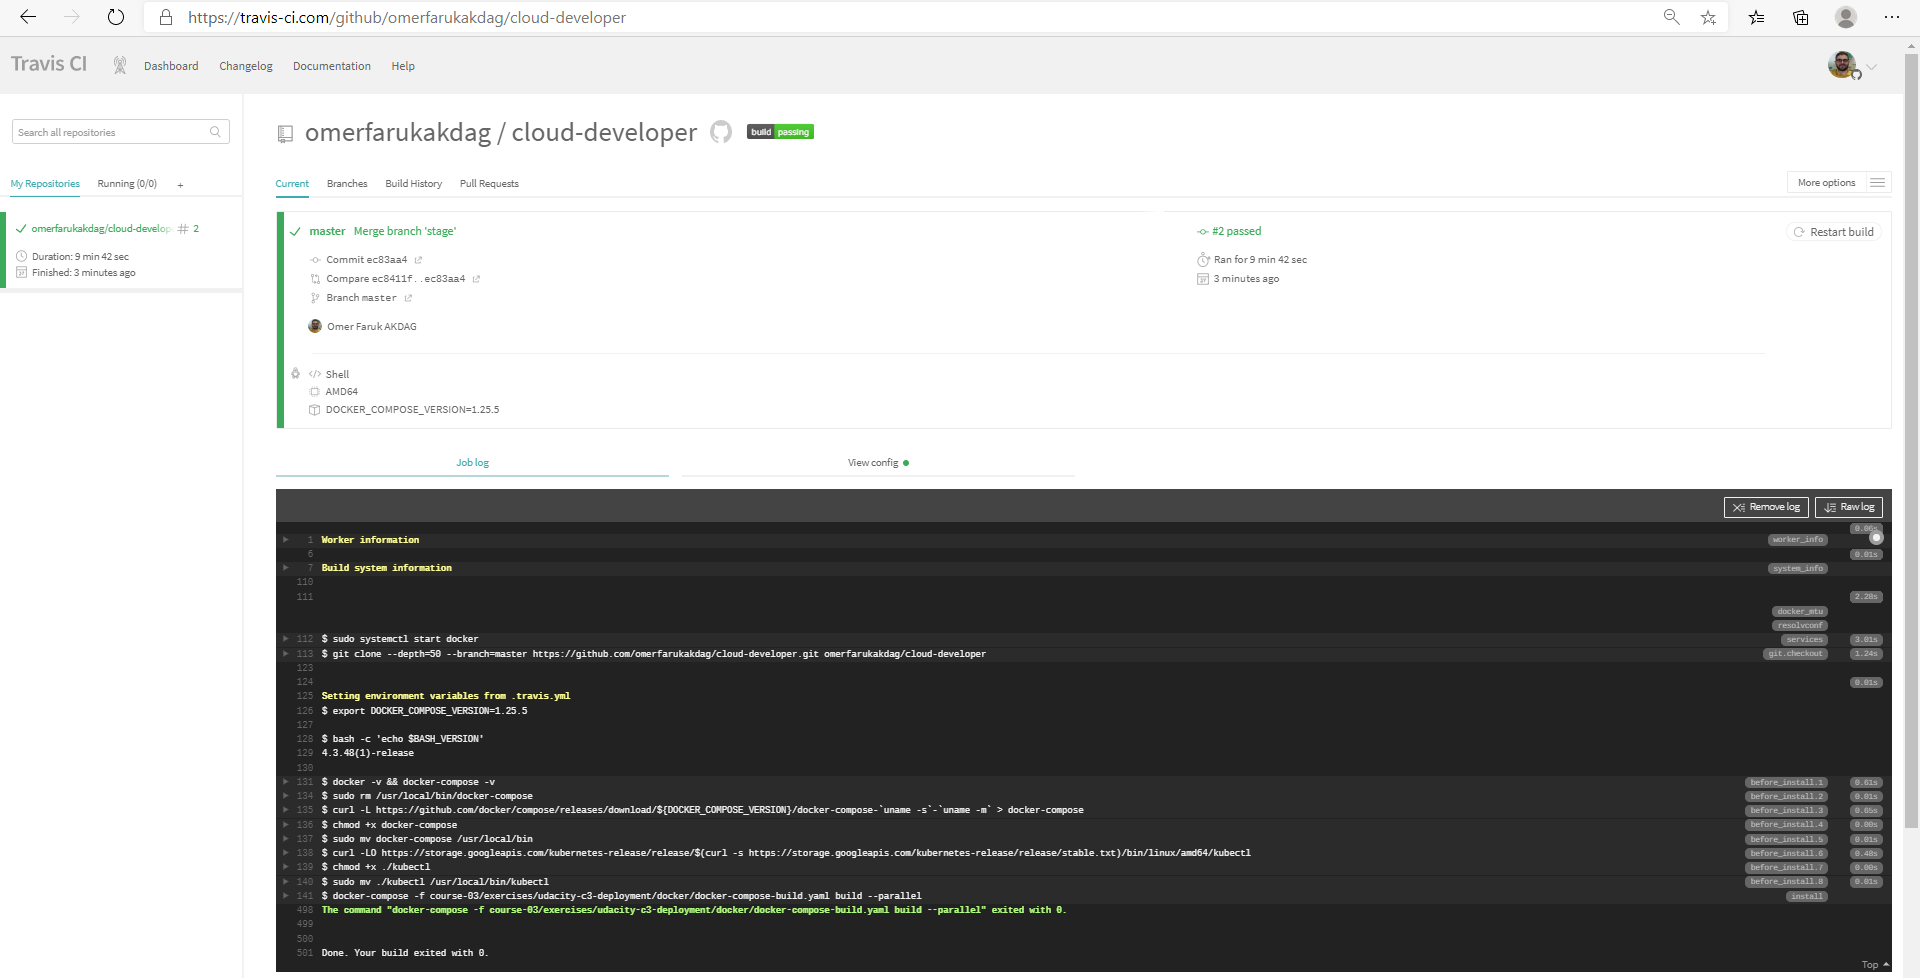 https://travis-ci.com/github/omerfarukakdag/cloud-developer
Travis CI
Dashboard
Changelog
Documentation
Help
Search all repositories
My Repositories
Running (0/0)
+
omerfarukakdag/cloud-develop
# 2
Duration: 9 min 42 sec
Finished: 3 minutes ago
omerfarukakdag / cloud-developer
build passing
Current
Branches
Build History
Pull Requests
More options
master Merge branch 'stage'
Commit ec83aa4
Compare ec8411f..ec83aa4
Branch master
Omer Faruk AKDAG
#2 passed
Ran for 9 min 42 sec
3 minutes ago
Restart build
Shell
AMD64
DOCKER_COMPOSE_VERSION=1.25.5
Job log
View config
Remove log
Raw log
1 Worker information worker_info
6 0.01s
7 Build system information system_info
110
111 2.28s
docker_mtu
resolvconf
112 $ sudo systemctl start docker services 3.01s
113 $ git clone --depth=50 --branch=master https://github.com/omerfarukakdag/cloud-developer.git omerfarukakdag/cloud-developer git.checkout 1.24s
123
124 0.01s
125 Setting environment variables from .travis.yml
126 $ export DOCKER_COMPOSE_VERSION=1.25.5
127
128 $ bash -c 'echo $BASH_VERSION'
129 4.3.48(1)-release
130
131 $ docker -v && docker-compose -v before_install.1 0.61s
134 $ sudo rm /usr/local/bin/docker-compose before_install.2 0.01s
135 $ curl -L https://github.com/docker/compose/releases/download/${DOCKER_COMPOSE_VERSION}/docker-compose-`uname -s`-`uname -m` > docker-compose before_install.3 0.65s
136 $ chmod +x docker-compose before_install.4 0.00s
137 $ sudo mv docker-compose /usr/local/bin before_install.5 0.01s
138 $ curl -LO https://storage.googleapis.com/kubernetes-release/release/$(curl -s https://storage.googleapis.com/kubernetes-release/release/stable.txt)/bin/linux/amd64/kubectl before_install.6 0.48s
139 $ chmod +x ./kubectl before_install.7 0.00s
140 $ sudo mv ./kubectl /usr/local/bin/kubectl before_install.8 0.01s
141 $ docker-compose -f course-03/exercises/udacity-c3-deployment/docker/docker-compose-build.yaml build --parallel install
498 The command "docker-compose -f course-03/exercises/udacity-c3-deployment/docker/docker-compose-build.yaml build --parallel" exited with 0.
499
500
501 Done. Your build exited with 0.
Top